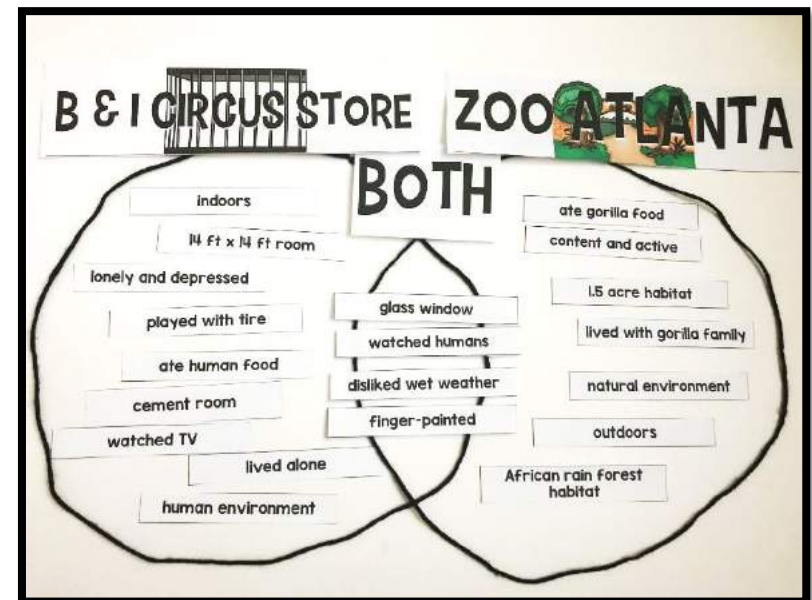 B & I CIRCUS STORE
ZOO ATLANTA
BOTH
indoors
14 ft x 14 ft room
lonely and depressed
played with tire
ate human food
cement room
watched TV
lived alone
human environment
glass window
watched humans
disliked wet weather
finger-painted
ate gorilla food
content and active
1.5 acre habitat
lived with gorilla family
natural environment
outdoors
African rain forest
habitat